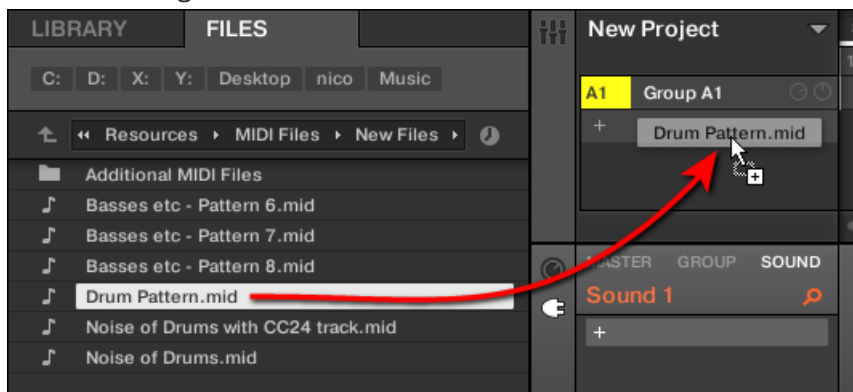 LIBRARY FILES
C: D: X: Y: Desktop nico Music
Resources MIDI Files New Files
Additional MIDI Files
Basses etc - Pattern 6.mid
Basses etc - Pattern 7.mid
Basses etc - Pattern 8.mid
Drum Pattern.mid
Noise of Drums with CC24 track.mid
Noise of Drums.mid
New Project
A1 Group A1
+ Drum Pattern.mid
MASTER GROUP SOUND
Sound 1
+